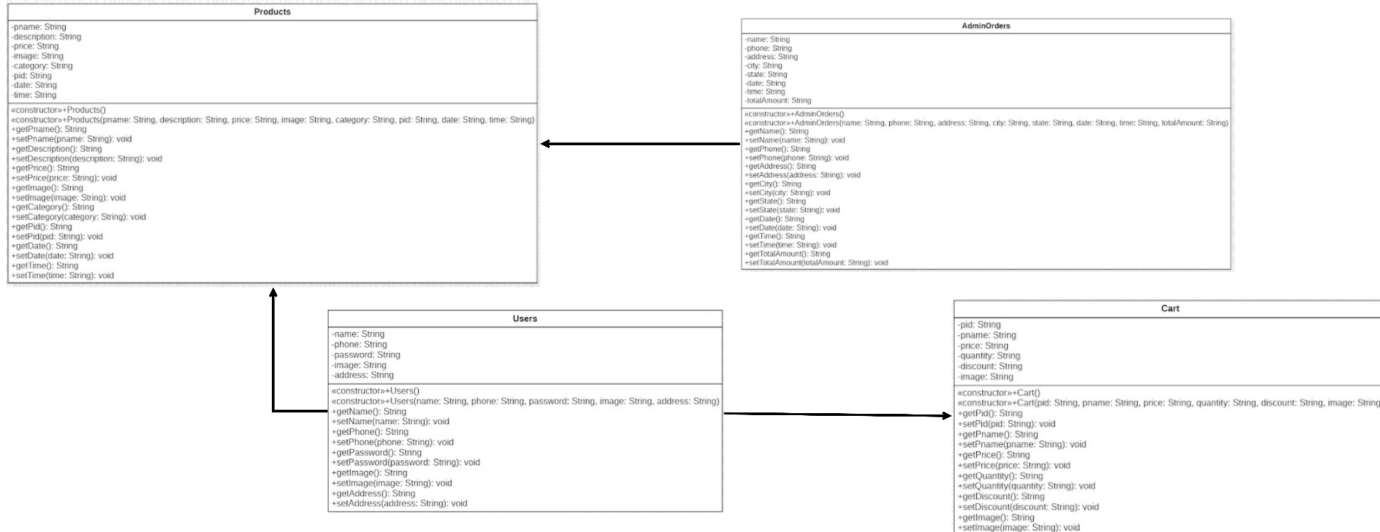 Products
-pname: String
-description: String
-price: String
-image: String
-category: String
-pid: String
-date: String
-time: String
«constructor»+Products()
«constructor»+Products(pname: String, description: String, price: String, image: String, category: String, pid: String, date: String, time: String)
+getPname(): String
+setPname(pname: String): void
+getDescription(): String
+setDescription(description: String): void
+getPrice(): String
+setPrice(price: String): void
+getImage(): String
+setImage(image: String): void
+getCategory(): String
+setCategory(category: String): void
+getPid(): String
+setPid(pid: String): void
+getDate(): String
+setDate(date: String): void
+getTime(): String
+setTime(time: String): void
AdminOrders
-name: String
-phone: String
-address: String
-city: String
-state: String
-date: String
-time: String
-totalAmount: String
«constructor»+AdminOrders()
«constructor»+AdminOrders(name: String, phone: String, address: String, city: String, state: String, date: String, time: String, totalAmount: String)
+getName(): String
+setName(name: String): void
+getPhone(): String
+setPhone(phone: String): void
+getAddress(): String
+setAddress(address: String): void
+getCity(): String
+setCity(city: String): void
+getState(): String
+setState(state: String): void
+getDate(): String
+setDate(date: String): void
+getTime(): String
+setTime(time: String): void
+getTotalAmount(): String
+setTotalAmount(totalAmount: String): void
Users
-name: String
-phone: String
-password: String
-image: String
-address: String
«constructor»+Users()
«constructor»+Users(name: String, phone: String, password: String, image: String, address: String)
+getName(): String
+setName(name: String): void
+getPhone(): String
+setPhone(phone: String): void
+getPassword(): String
+setPassword(password: String): void
+getImage(): String
+setImage(image: String): void
+getAddress(): String
+setAddress(address: String): void
Cart
-pid: String
-pname: String
-price: String
-quantity: String
-discount: String
-image: String
«constructor»+Cart()
«constructor»+Cart(pid: String, pname: String, price: String, quantity: String, discount: String, image: String
+getPid(): String
+setPid(pid: String): void
+getPname(): String
+setPname(pname: String): void
+getPrice(): String
+setPrice(price: String): void
+getQuantity(): String
+setQuantity(quantity: String): void
+getDiscount(): String
+setDiscount(discount: String): void
+getImage(): String
+setImage(image: String): void